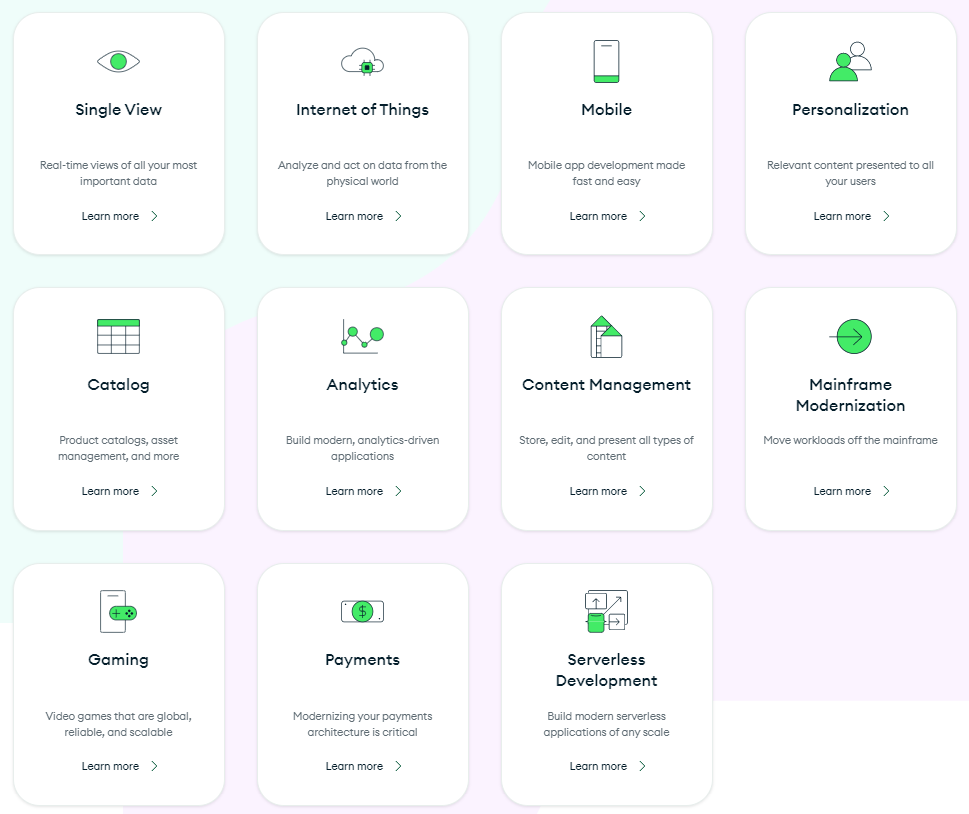 Single View
Real-time views of all your most
important data
Learn more
Internet of Things
Analyze and act on data from the
physical world
Learn more
Mobile
Mobile app development made
fast and easy
Learn more
Personalization
Relevant content presented to all
your users
Learn more
Catalog
Product catalogs, asset
management, and more
Learn more
Analytics
Build modern, analytics-driven
applications
Learn more
Content Management
Store, edit, and present all types of
content
Learn more
Mainframe
Modernization
Move workloads off the mainframe
Learn more
Gaming
Video games that are global,
reliable, and scalable
Learn more
$
Payments
Modernizing your payments
architecture is critical
Learn more
Serverless
Development
Build modern serverless
applications of any scale
Learn more